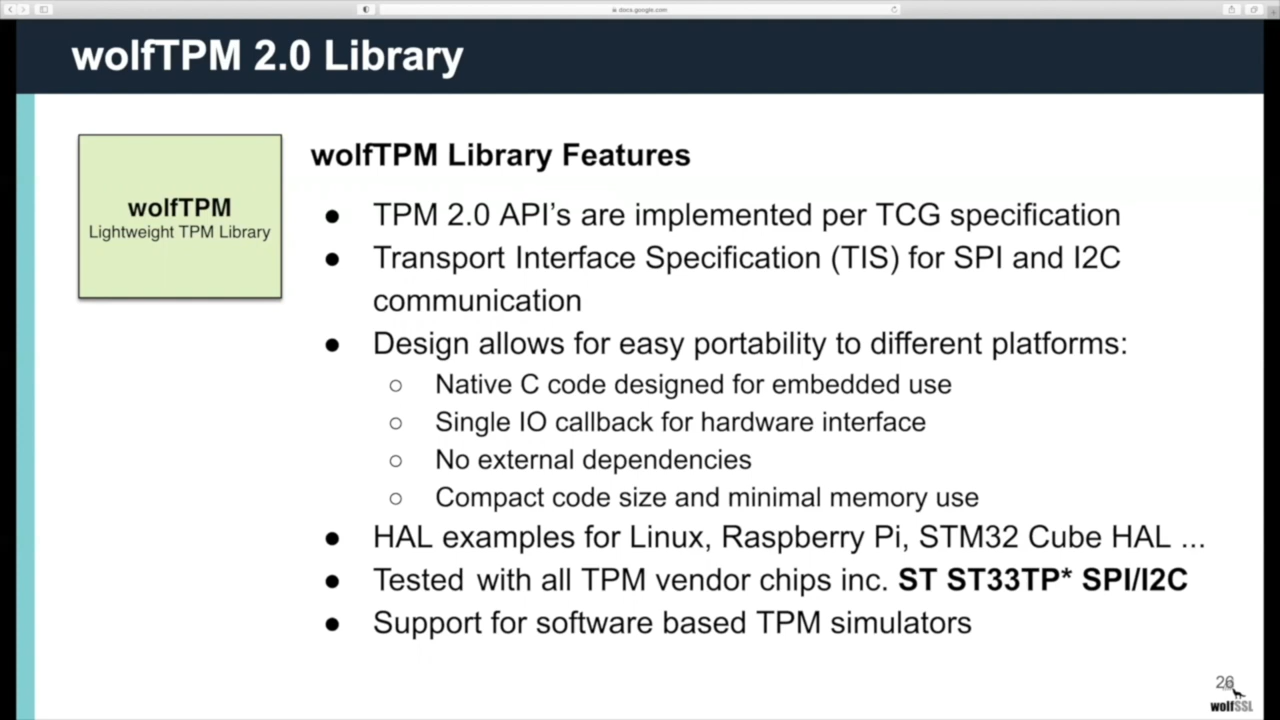 docs.google.com
wolfTPM 2.0 Library
wolfTPM
Lightweight TPM Library
wolfTPM Library Features
● TPM 2.0 API's are implemented per TCG specification
● Transport Interface Specification (TIS) for SPI and I2C
communication
● Design allows for easy portability to different platforms:
○ Native C code designed for embedded use
○ Single IO callback for hardware interface
○ No external dependencies
○ Compact code size and minimal memory use
● HAL examples for Linux, Raspberry Pi, STM32 Cube HAL ...
● Tested with all TPM vendor chips inc. ST ST33TP* SPI/I2C
● Support for software based TPM simulators
26
wolfSSL